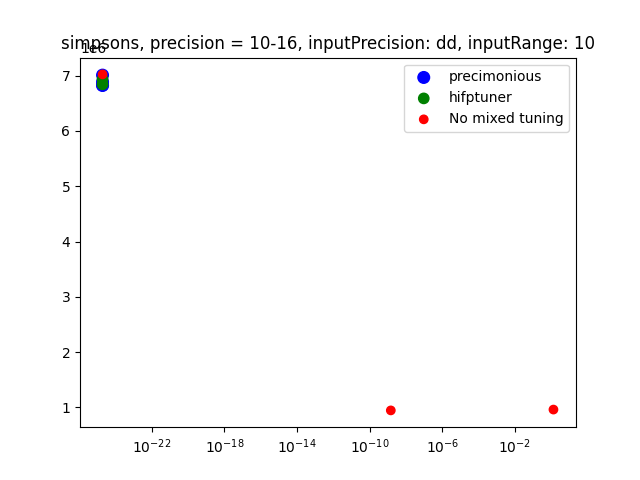 simpsons, precision = 10-16, inputPrecision: dd, inputRange: 10
1e6
precimonious
hifptuner
No mixed tuning
7
6
5
4
3
2
1
10⁻²² 10⁻¹⁸ 10⁻¹⁴ 10⁻¹⁰ 10⁻⁶ 10⁻²